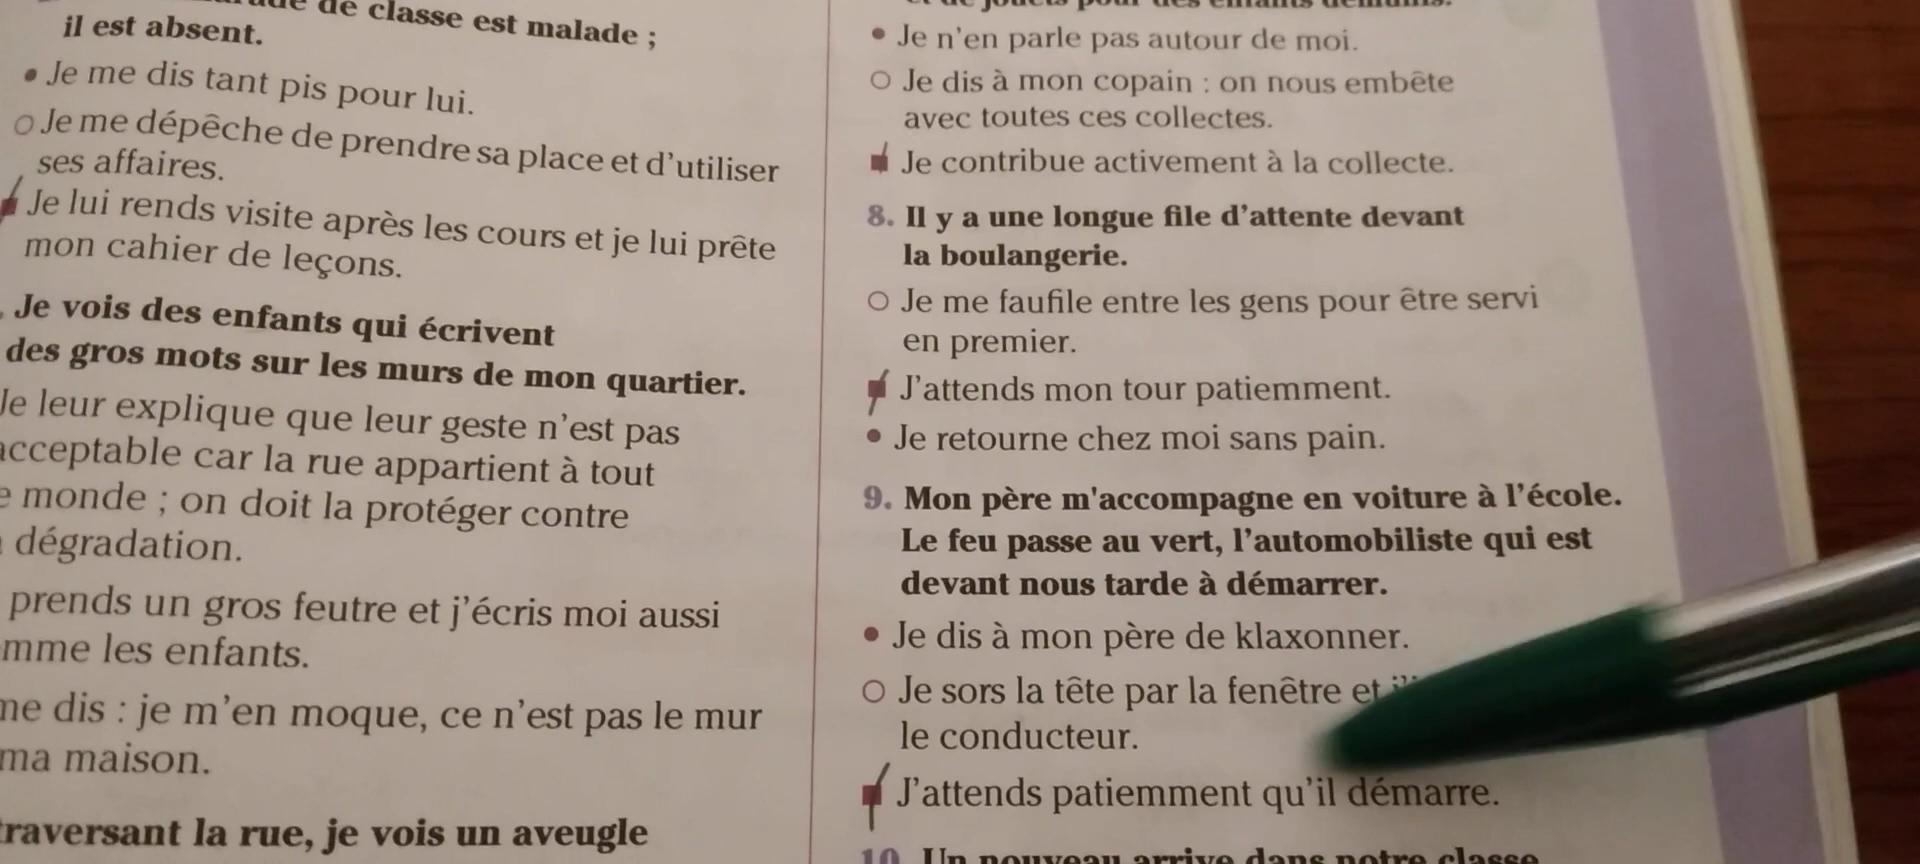 de classe est malade ;
il est absent.
• Je me dis tant pis pour lui.
○ Je me dépêche de prendre sa place et d'utiliser
ses affaires.
Je lui rends visite après les cours et je lui prête
mon cahier de leçons.
Je vois des enfants qui écrivent
des gros mots sur les murs de mon quartier.
Je leur explique que leur geste n'est pas
acceptable car la rue appartient à tout
monde ; on doit la protéger contre
dégradation.
prends un gros feutre et j'écris moi aussi
les enfants.
dis : je m'en moque, ce n'est pas le mur
ma maison.
traversant la rue, je vois un aveugle
• Je n'en parle pas autour de moi.
○ Je dis à mon copain : on nous embête
avec toutes ces collectes.
■ Je contribue activement à la collecte.
8. Il y a une longue file d'attente devant
la boulangerie.
○ Je me faufile entre les gens pour être servi
en premier.
■ J'attends mon tour patiemment.
• Je retourne chez moi sans pain.
9. Mon père m'accompagne en voiture à l'école.
Le feu passe au vert, l'automobiliste qui est
devant nous tarde à démarrer.
• Je dis à mon père de klaxonner.
○ Je sors la tête par la fenêtre et
le conducteur.
■ J'attends patiemment qu'il démarre.
10. Un nouveau arrive dans notre classe